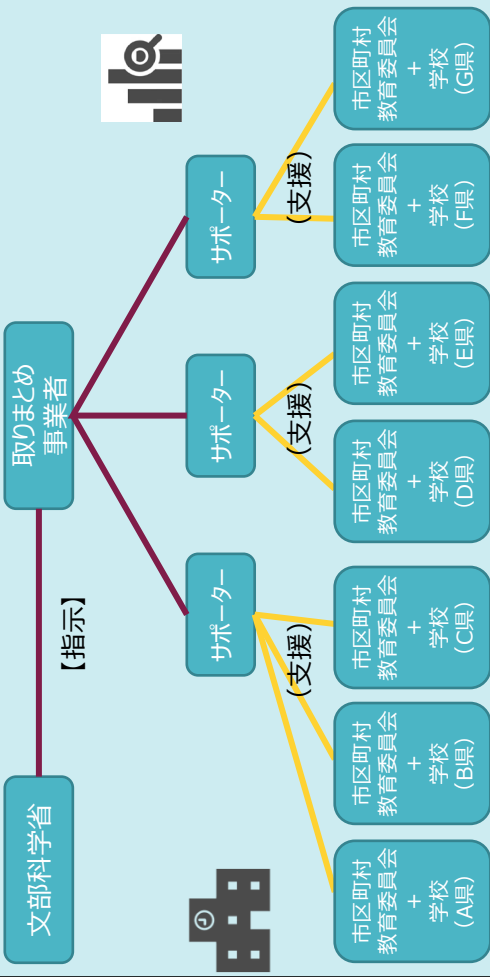 文部科学省
【指示】
取りまとめ
事業者
サポーター
サポーター
サポーター
(支援)
(支援)
(支援)
市区町村
教育委員会
+
学校
(A県)
市区町村
教育委員会
+
学校
(B県)
市区町村
教育委員会
+
学校
(C県)
市区町村
教育委員会
+
学校
(D県)
市区町村
教育委員会
+
学校
(E県)
市区町村
教育委員会
+
学校
(F県)
市区町村
教育委員会
+
学校
(G県)